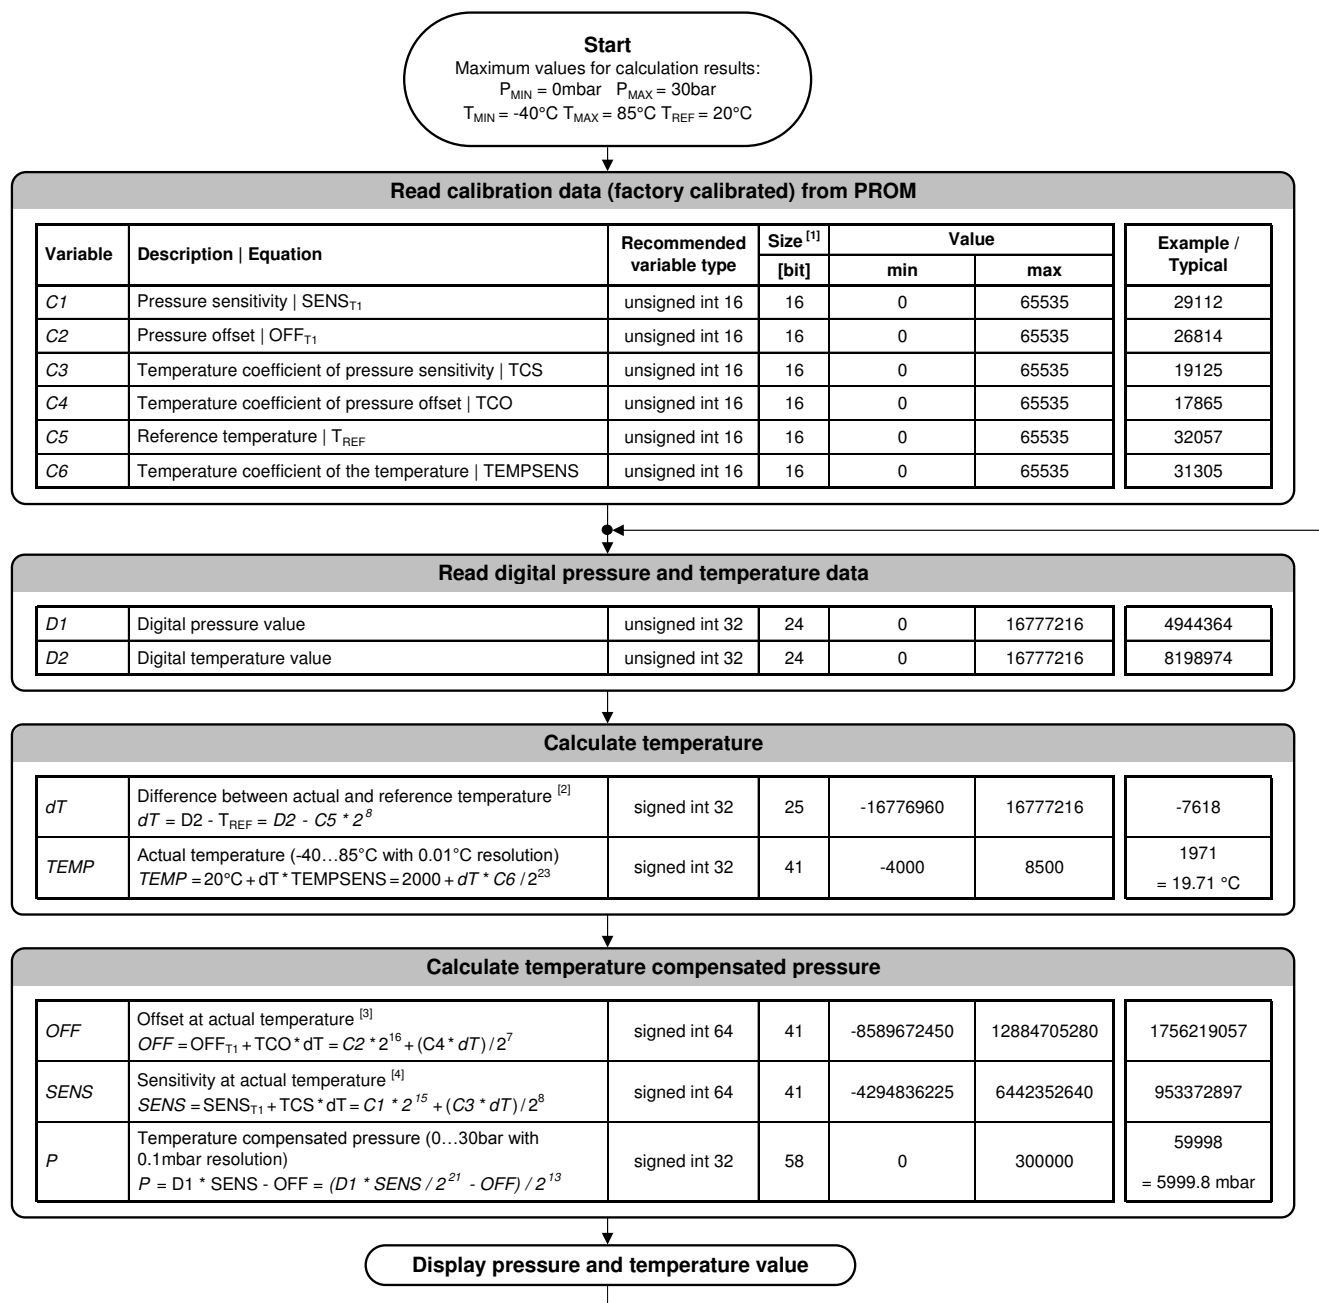 Start
Maximum values for calculation results:
PMIN = 0mbar PMAX = 30bar
TMIN = -40°C TMAX = 85°C TREF = 20°C
Read calibration data (factory calibrated) from PROM
Variable Description | Equation Recommended variable type Size [1] [bit] Value min max Example / Typical
C1 Pressure sensitivity | SENST1 unsigned int 16 16 0 65535 29112
C2 Pressure offset | OFFT1 unsigned int 16 16 0 65535 26814
C3 Temperature coefficient of pressure sensitivity | TCS unsigned int 16 16 0 65535 19125
C4 Temperature coefficient of pressure offset | TCO unsigned int 16 16 0 65535 17865
C5 Reference temperature | TREF unsigned int 16 16 0 65535 32057
C6 Temperature coefficient of the temperature | TEMPSENS unsigned int 16 16 0 65535 31305
Read digital pressure and temperature data
D1 Digital pressure value unsigned int 32 24 0 16777216 4944364
D2 Digital temperature value unsigned int 32 24 0 16777216 8198974
Calculate temperature
dT Difference between actual and reference temperature [2] signed int 32 25 -16776960 16777216 -7618
dT = D2 - TREF = D2 - C5 * 2^8
TEMP Actual temperature (-40…85°C with 0.01°C resolution) signed int 32 41 -4000 8500 1971
TEMP = 20°C + dT * TEMPSENS = 2000 + dT * C6 / 2^23 = 19.71 °C
Calculate temperature compensated pressure
OFF Offset at actual temperature [3] signed int 64 41 -8589672450 12884705280 1756219057
OFF = OFFT1 + TCO * dT = C2 * 2^16 + (C4 * dT) / 2^7
SENS Sensitivity at actual temperature [4] signed int 64 41 -4294836225 6442352640 953372897
SENS = SENST1 + TCS * dT = C1 * 2^15 + (C3 * dT) / 2^8
P Temperature compensated pressure (0…30bar with signed int 32 58 0 300000 59998
0.1mbar resolution)
P = D1 * SENS - OFF = (D1 * SENS / 2^21 - OFF) / 2^13 = 5999.8 mbar
Display pressure and temperature value